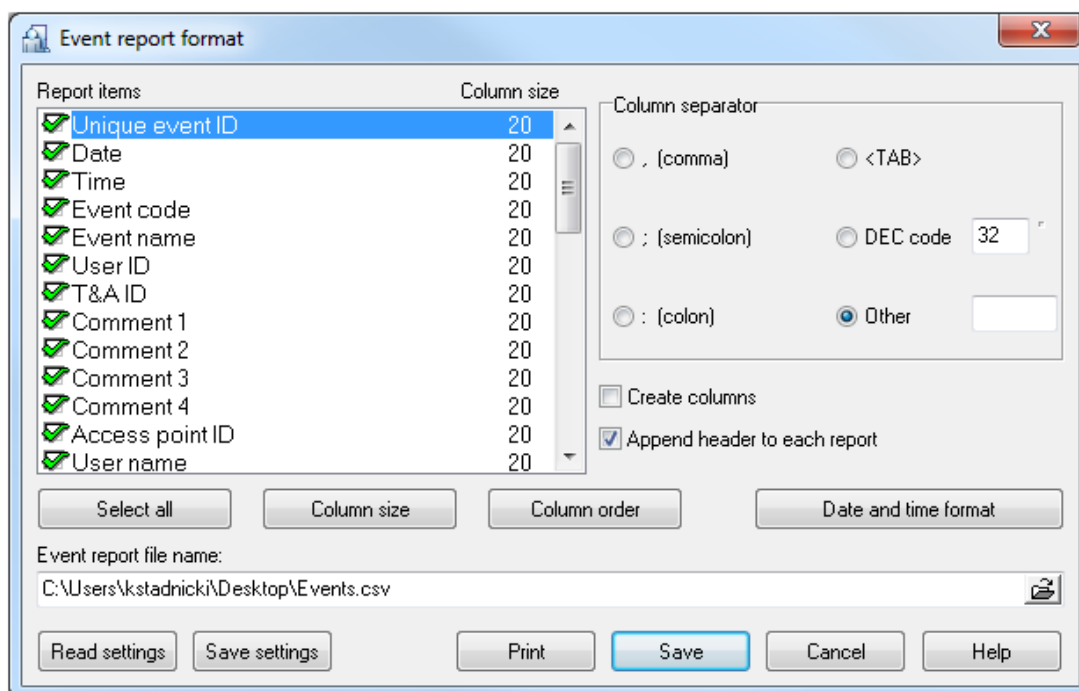 Event report format
Report items Column size
Unique event ID 20
Date 20
Time 20
Event code 20
Event name 20
User ID 20
T&A ID 20
Comment 1 20
Comment 2 20
Comment 3 20
Comment 4 20
Access point ID 20
User name 20
Column separator
, (comma) <TAB>
; (semicolon) DEC code 32
: (colon) Other
Create columns
Append header to each report
Select all Column size Column order Date and time format
Event report file name:
C:\Users\kstadnicki\Desktop\Events.csv
Read settings Save settings Print Save Cancel Help